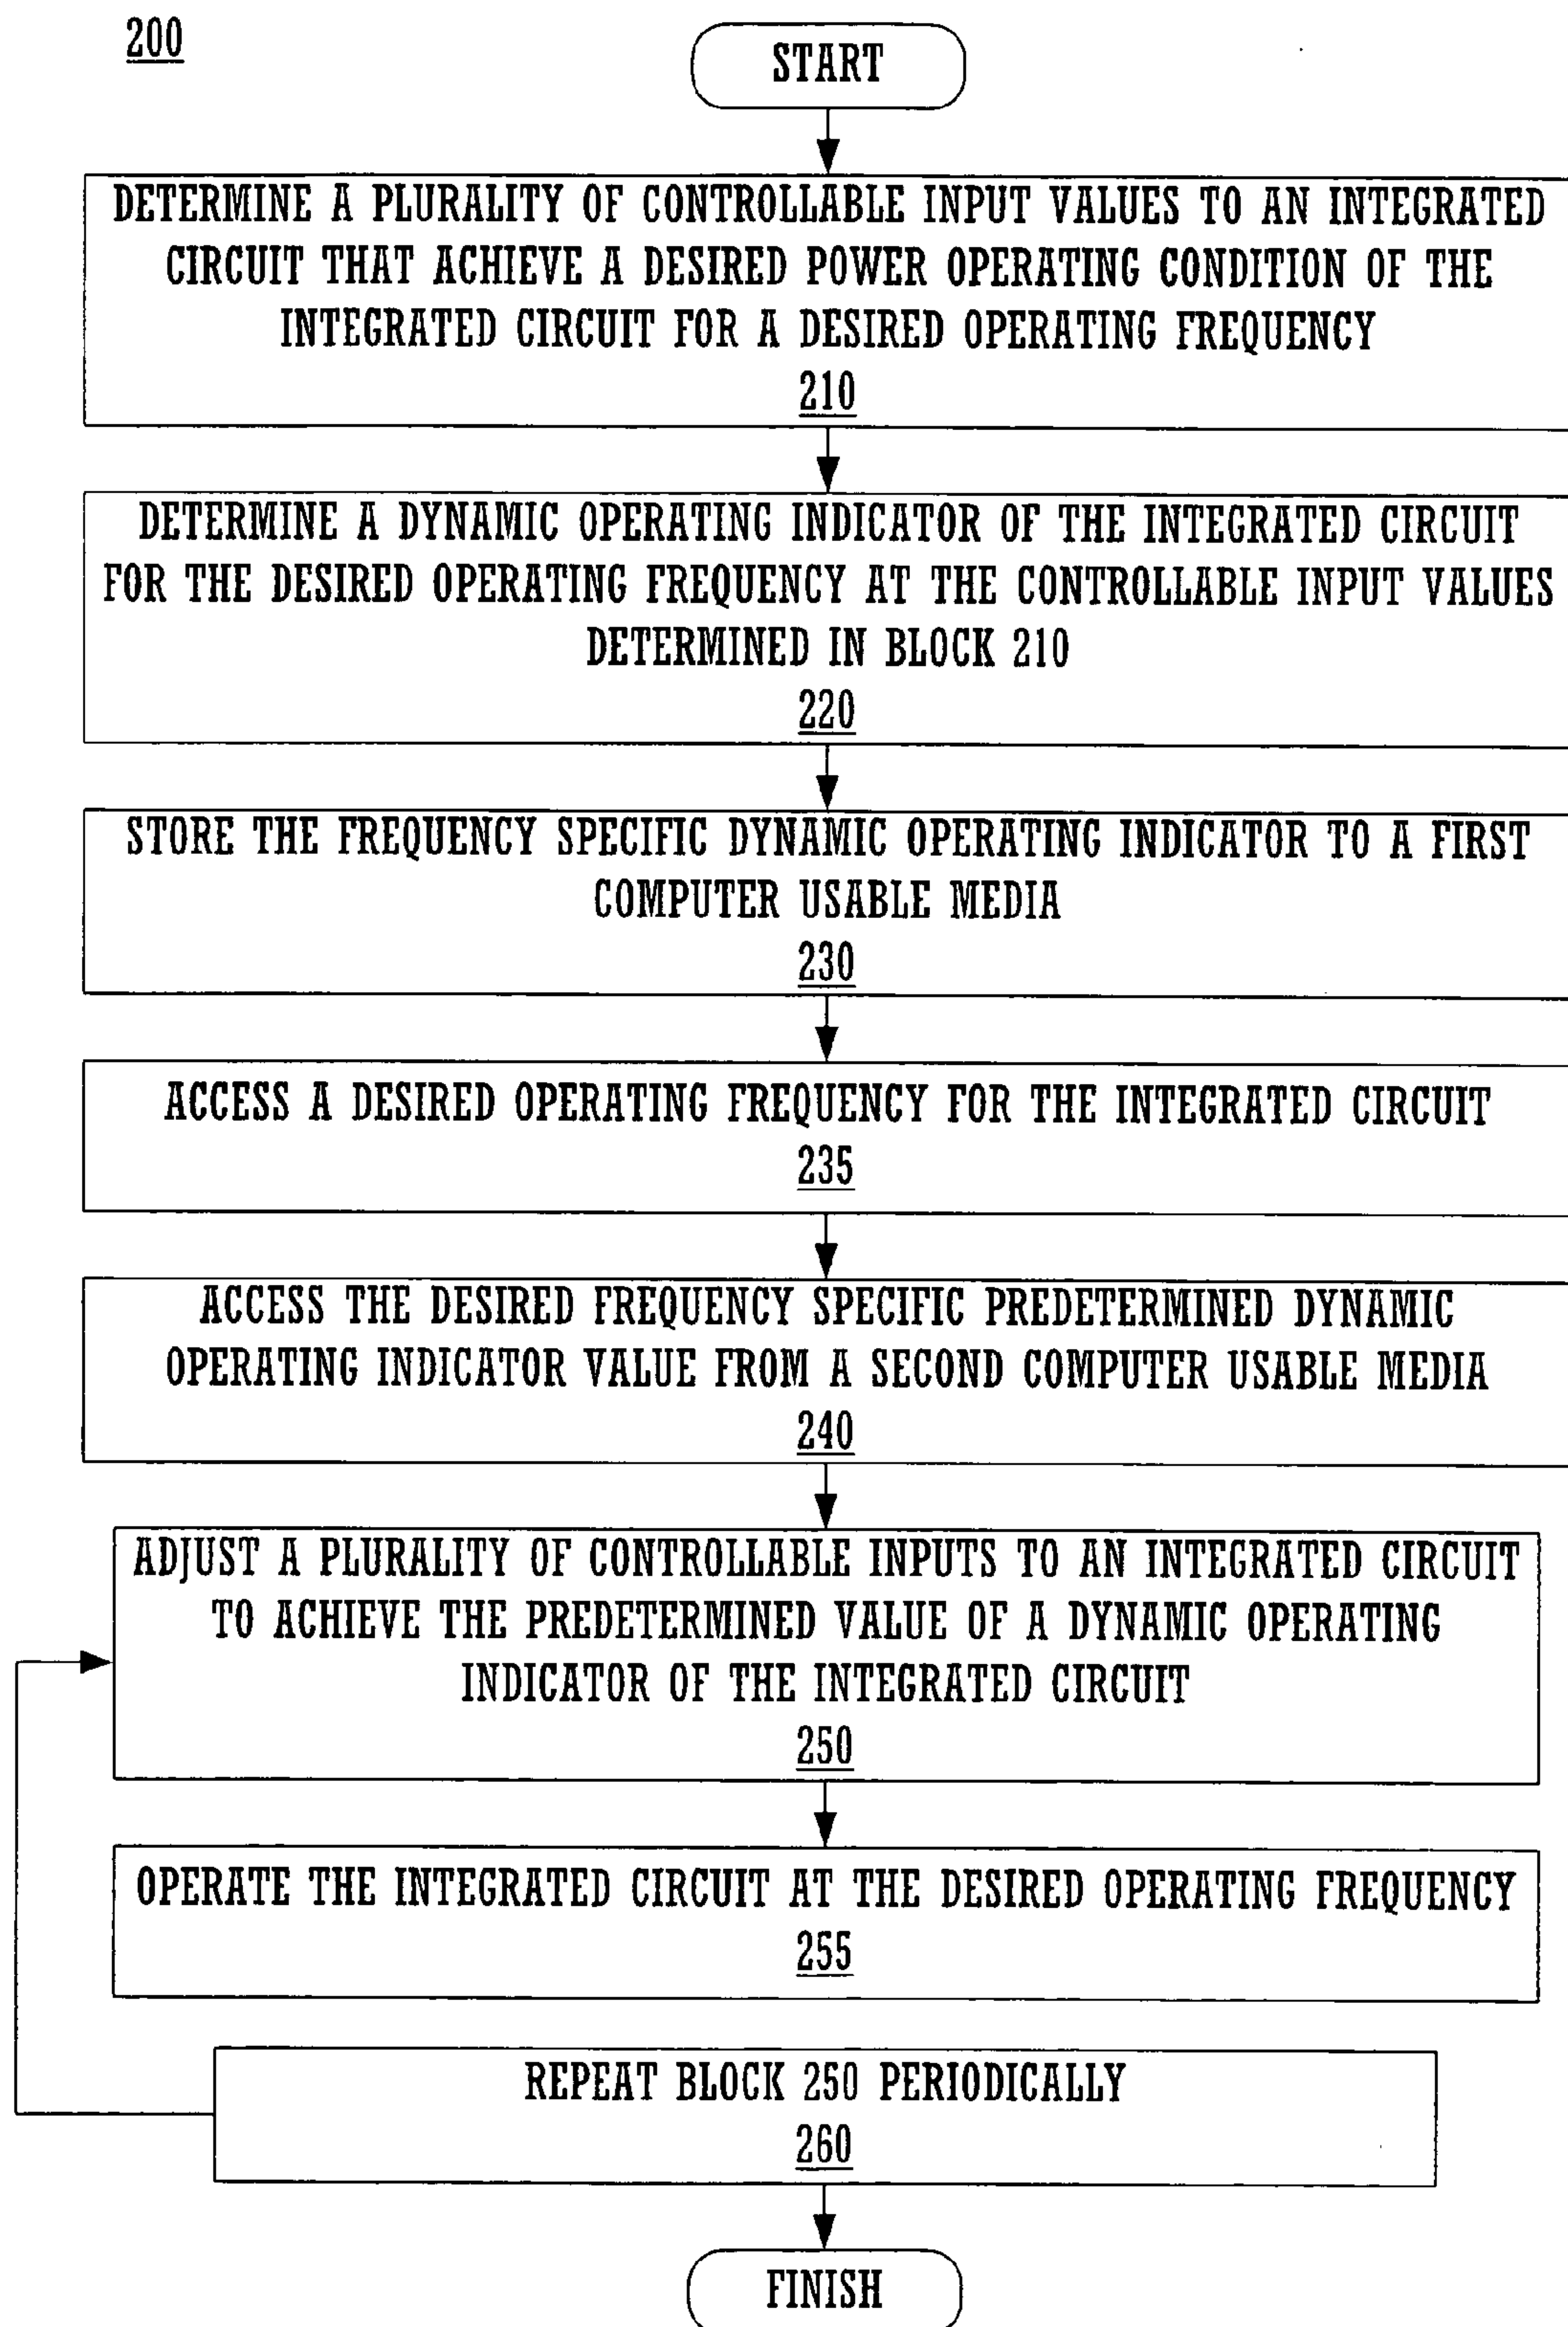 200
START
DETERMINE A PLURALITY OF CONTROLLABLE INPUT VALUES TO AN INTEGRATED
CIRCUIT THAT ACHIEVE A DESIRED POWER OPERATING CONDITION OF THE
INTEGRATED CIRCUIT FOR A DESIRED OPERATING FREQUENCY
210
DETERMINE A DYNAMIC OPERATING INDICATOR OF THE INTEGRATED CIRCUIT
FOR THE DESIRED OPERATING FREQUENCY AT THE CONTROLLABLE INPUT VALUES
DETERMINED IN BLOCK 210
220
STORE THE FREQUENCY SPECIFIC DYNAMIC OPERATING INDICATOR TO A FIRST
COMPUTER USABLE MEDIA
230
ACCESS A DESIRED OPERATING FREQUENCY FOR THE INTEGRATED CIRCUIT
235
ACCESS THE DESIRED FREQUENCY SPECIFIC PREDETERMINED DYNAMIC
OPERATING INDICATOR VALUE FROM A SECOND COMPUTER USABLE MEDIA
240
ADJUST A PLURALITY OF CONTROLLABLE INPUTS TO AN INTEGRATED CIRCUIT
TO ACHIEVE THE PREDETERMINED VALUE OF A DYNAMIC OPERATING
INDICATOR OF THE INTEGRATED CIRCUIT
250
OPERATE THE INTEGRATED CIRCUIT AT THE DESIRED OPERATING FREQUENCY
255
REPEAT BLOCK 250 PERIODICALLY
260
FINISH